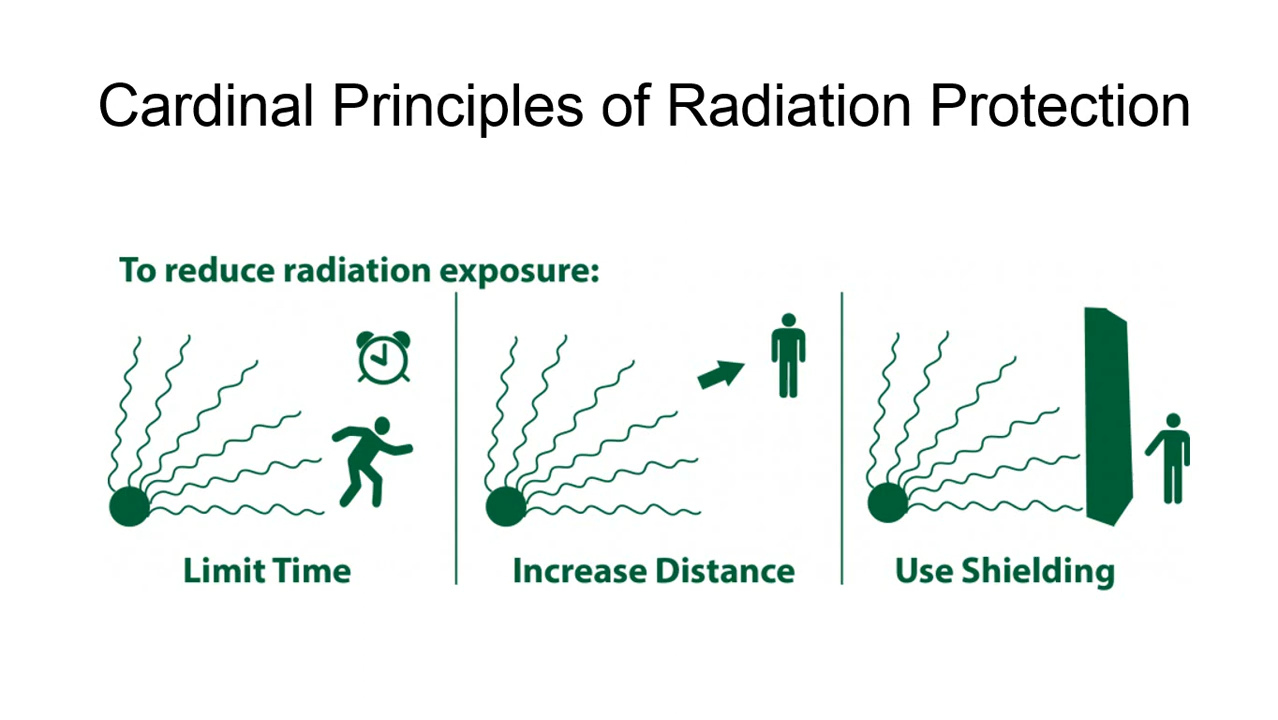 Cardinal Principles of Radiation Protection
To reduce radiation exposure:
Limit Time
Increase Distance
Use Shielding